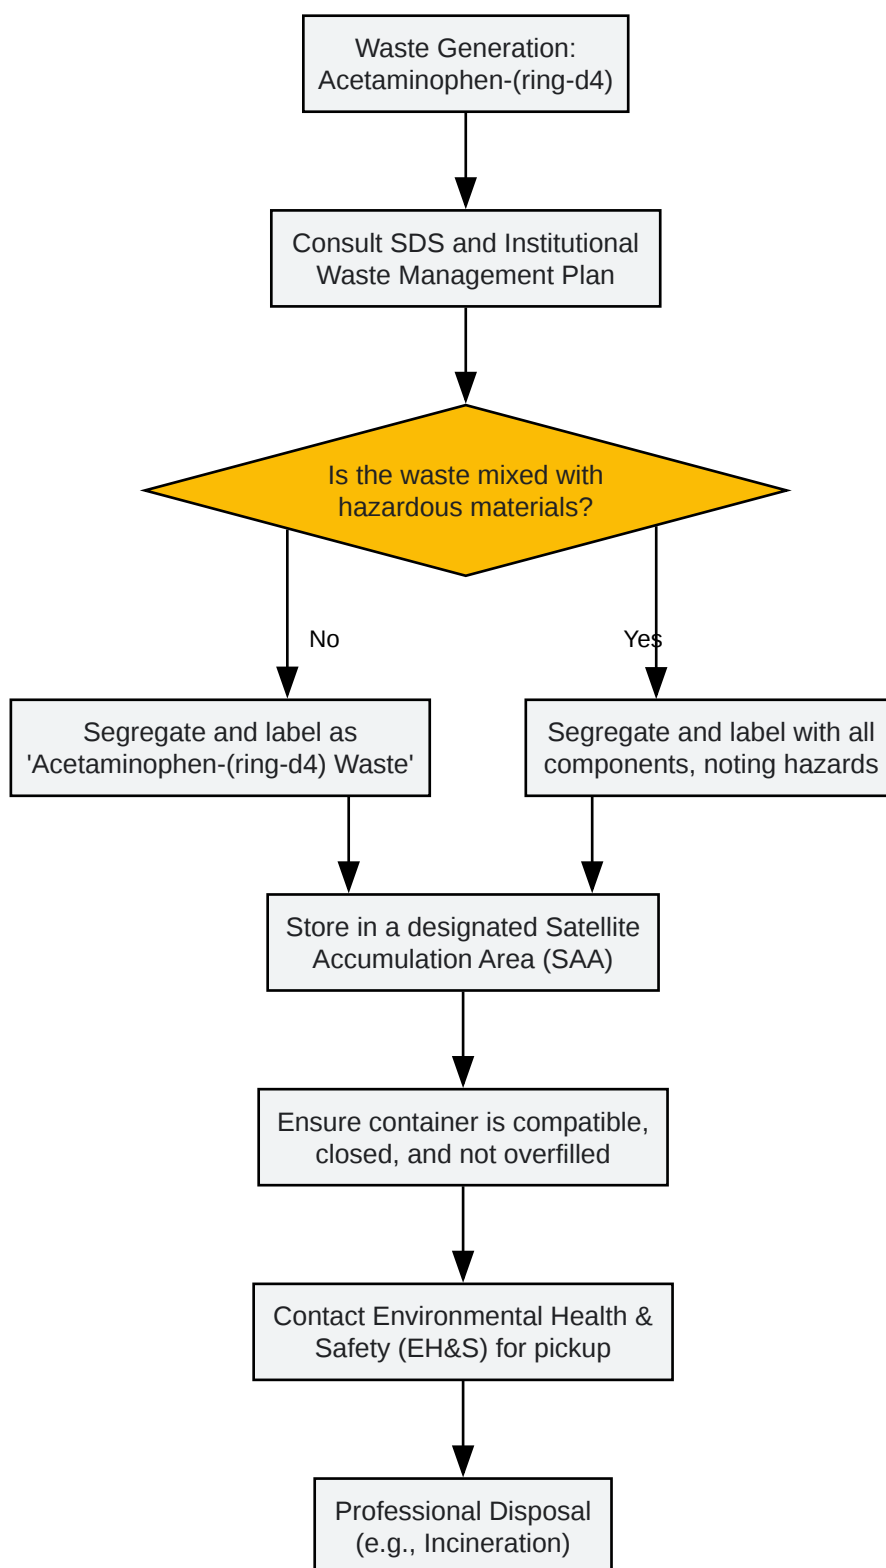 Waste Generation:
Acetaminophen-(ring-d4)
Consult SDS and Institutional
Waste Management Plan
Is the waste mixed with
hazardous materials?
No
Yes
Segregate and label as
'Acetaminophen-(ring-d4) Waste'
Segregate and label with all
components, noting hazards
Store in a designated Satellite
Accumulation Area (SAA)
Ensure container is compatible,
closed, and not overfilled
Contact Environmental Health &
Safety (EH&S) for pickup
Professional Disposal
(e.g., Incineration)